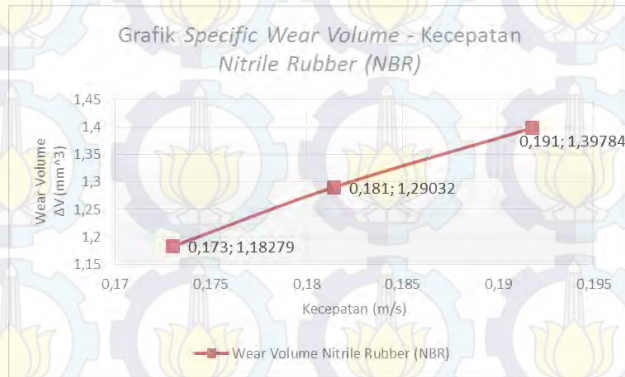 Grafik Specific Wear Volume - Kecepatan
Nitrile Rubber (NBR)
Wear Volume
ΔV (mm^3)
1,45
1,4
1,35
1,3
1,25
1,2
1,15
0,191; 1,39784
0,181; 1,29032
0,173; 1,18279
0,17
0,175
0,18
0,185
0,19
0,195
Kecepatan (m/s)
Wear Volume Nitrile Rubber (NBR)